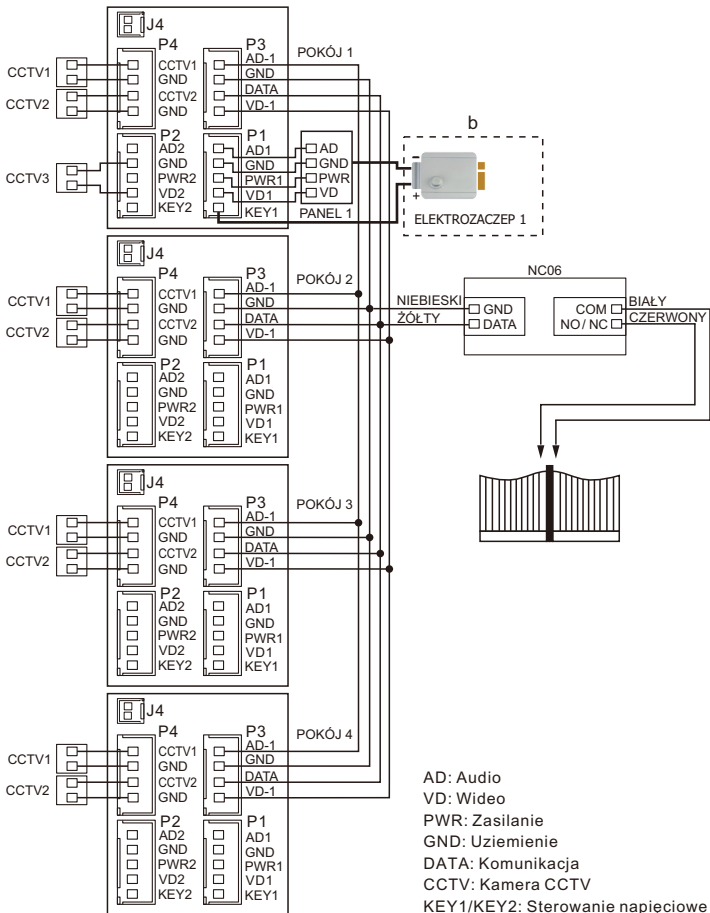 J4
P4
P3
CCTV1
CCTV2
CCTV1
GND
CCTV2
GND
AD-1
GND
DATA
VD-1
POKÓJ 1
P2
P1
CCTV3
AD2
GND
PWR2
VD2
KEY2
AD1
GND
PWR1
VD1
KEY1
AD
GND
PWR
VD
PANEL 1
b
-
+
ELEKTROZACZEP 1
J4
P4
P3
CCTV1
CCTV2
CCTV1
GND
CCTV2
GND
AD-1
GND
DATA
VD-1
POKÓJ 2
P2
P1
AD2
GND
PWR2
VD2
KEY2
AD1
GND
PWR1
VD1
KEY1
NC06
NIEBIESKI
ŻÓŁTY
GND
DATA
COM
NO/ NC
BIAŁY
CZERWONY
J4
P4
P3
CCTV1
CCTV2
CCTV1
GND
CCTV2
GND
AD-1
GND
DATA
VD-1
POKÓJ 3
P2
P1
AD2
GND
PWR2
VD2
KEY2
AD1
GND
PWR1
VD1
KEY1
J4
P4
P3
CCTV1
CCTV2
CCTV1
GND
CCTV2
GND
AD-1
GND
DATA
VD-1
POKÓJ 4
P2
P1
AD2
GND
PWR2
VD2
KEY2
AD1
GND
PWR1
VD1
KEY1
AD: Audio
VD: Wideo
PWR: Zasilanie
GND: Uziemienie
DATA: Komunikacja
CCTV: Kamera CCTV
KEY1/KEY2: Sterowanie napięciowe